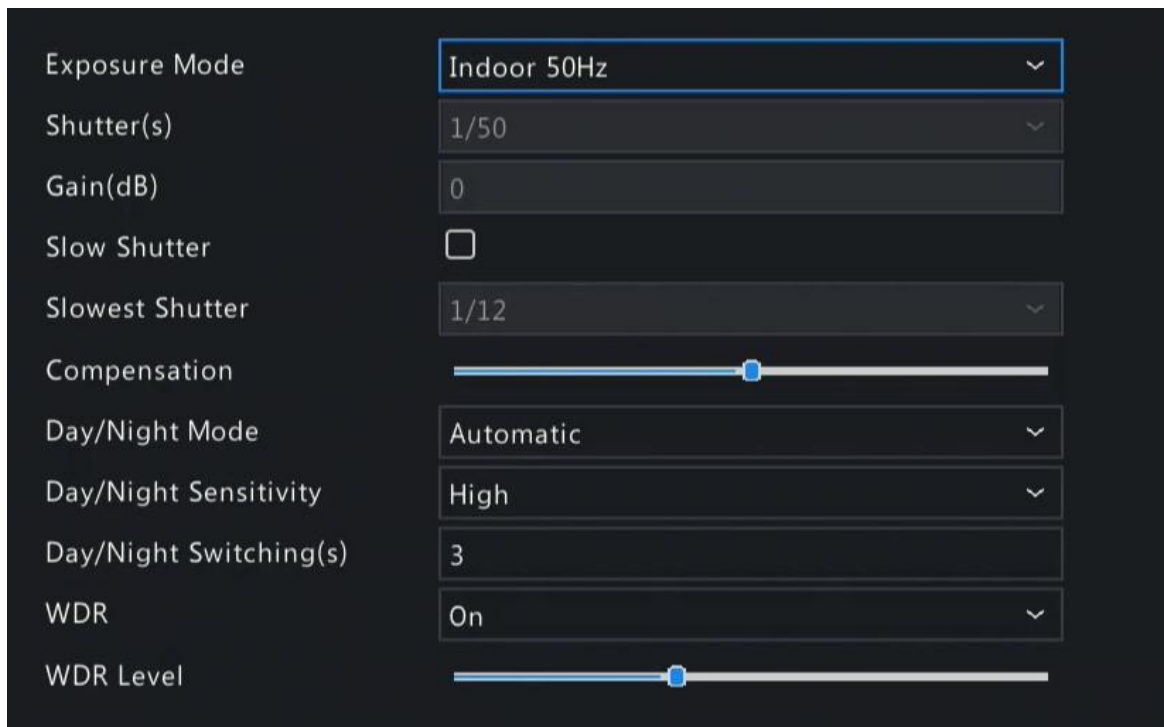 Exposure Mode Indoor 50Hz
Shutter(s) 1/50
Gain(dB) 0
Slow Shutter
Slowest Shutter 1/12
Compensation
Day/Night Mode Automatic
Day/Night Sensitivity High
Day/Night Switching(s) 3
WDR On
WDR Level